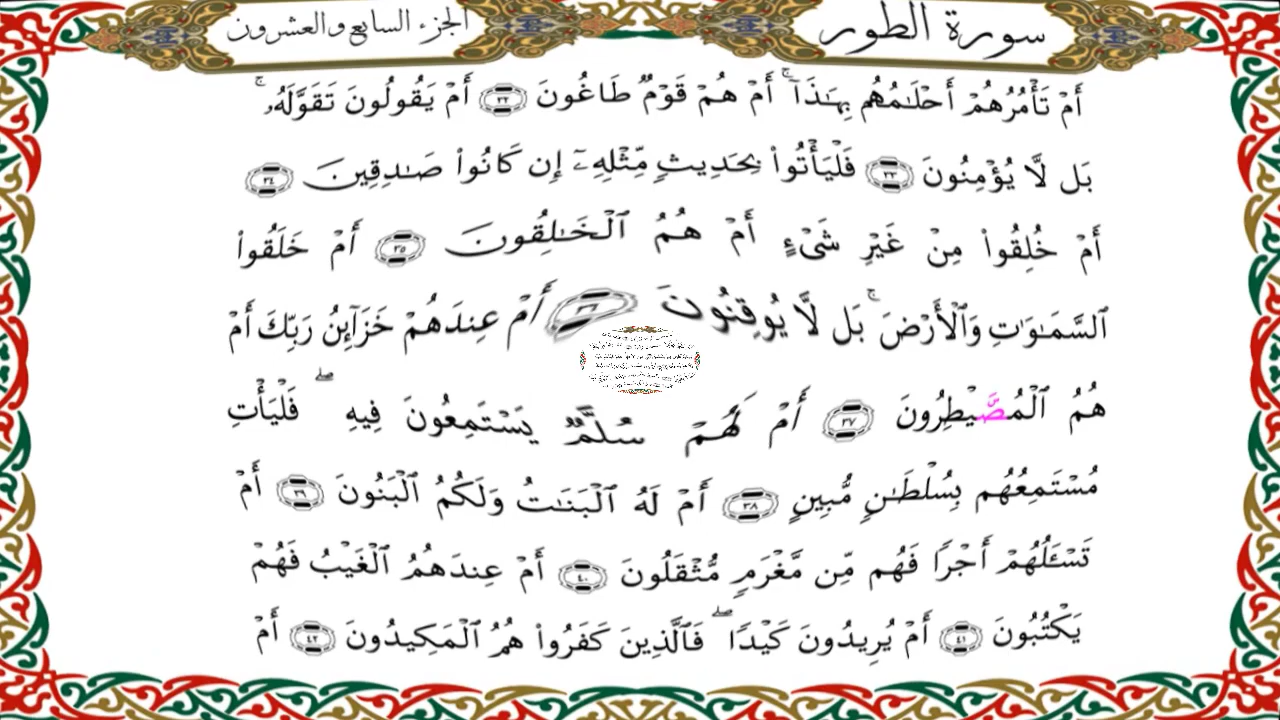 سورة الطور
الجزء السابع والعشرون
أَمْ تَأْمُرُهُمْ أَحْلَٰمُهُم بِهَٰذَآ ۚ أَمْ هُمْ قَوْمٌ طَاغُونَ ٣٢ أَمْ يَقُولُونَ تَقَوَّلَهُۥ ۚ
بَل لَّا يُؤْمِنُونَ ٣٣ فَلْيَأْتُوا۟ بِحَدِيثٍ مِّثْلِهِۦٓ إِن كَانُوا۟ صَٰدِقِينَ ٣٤
أَمْ خُلِقُوا۟ مِنْ غَيْرِ شَىْءٍ أَمْ هُمُ ٱلْخَٰلِقُونَ ٣٥ أَمْ خَلَقُوا۟
ٱلسَّمَٰوَٰتِ وَٱلْأَرْضَ ۚ بَل لَّا يُوقِنُونَ ٣٦ أَمْ عِندَهُمْ خَزَآئِنُ رَبِّكَ أَمْ
هُمُ ٱلْمُصَۜيْطِرُونَ ٣٧ أَمْ لَهُمْ سُلَّمٌ يَسْتَمِعُونَ فِيهِ ۖ فَلْيَأْتِ
مُسْتَمِعُهُم بِسُلْطَٰنٍ مُّبِينٍ ٣٨ أَمْ لَهُ ٱلْبَنَٰتُ وَلَكُمُ ٱلْبَنُونَ ٣٩ أَمْ
تَسْـَٔلُهُمْ أَجْرًا فَهُم مِّن مَّغْرَمٍ مُّثْقَلُونَ ٤٠ أَمْ عِندَهُمُ ٱلْغَيْبُ فَهُمْ
يَكْتُبُونَ ٤١ أَمْ يُرِيدُونَ كَيْدًا ۖ فَٱلَّذِينَ كَفَرُوا۟ هُمُ ٱلْمَكِيدُونَ ٤٢ أَمْ